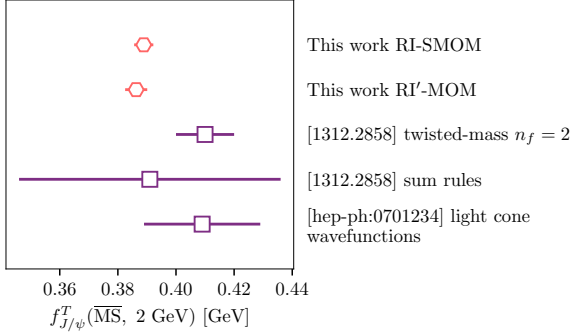 This work RI-SMOM
This work RI′-MOM
[1312.2858] twisted-mass n_f = 2
[1312.2858] sum rules
[hep-ph:0701234] light cone
wavefunctions
0.36 0.38 0.40 0.42 0.44
f^T_{J/ψ}(\overline{MS}, 2 GeV) [GeV]